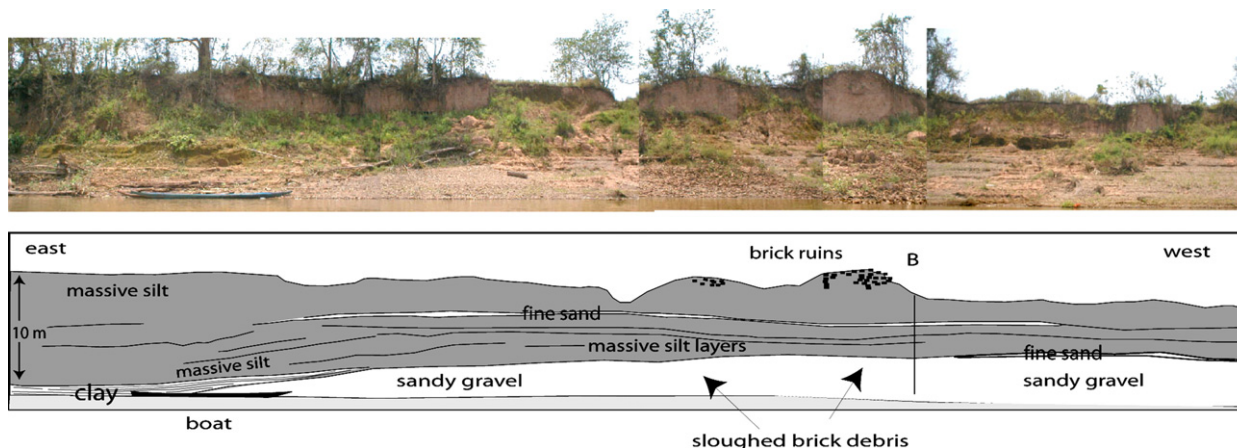 east
brick ruins
B
west
massive silt
10 m
fine sand
massive silt layers
massive silt
fine sand
sandy gravel
sandy gravel
clay
boat
sloughed brick debris